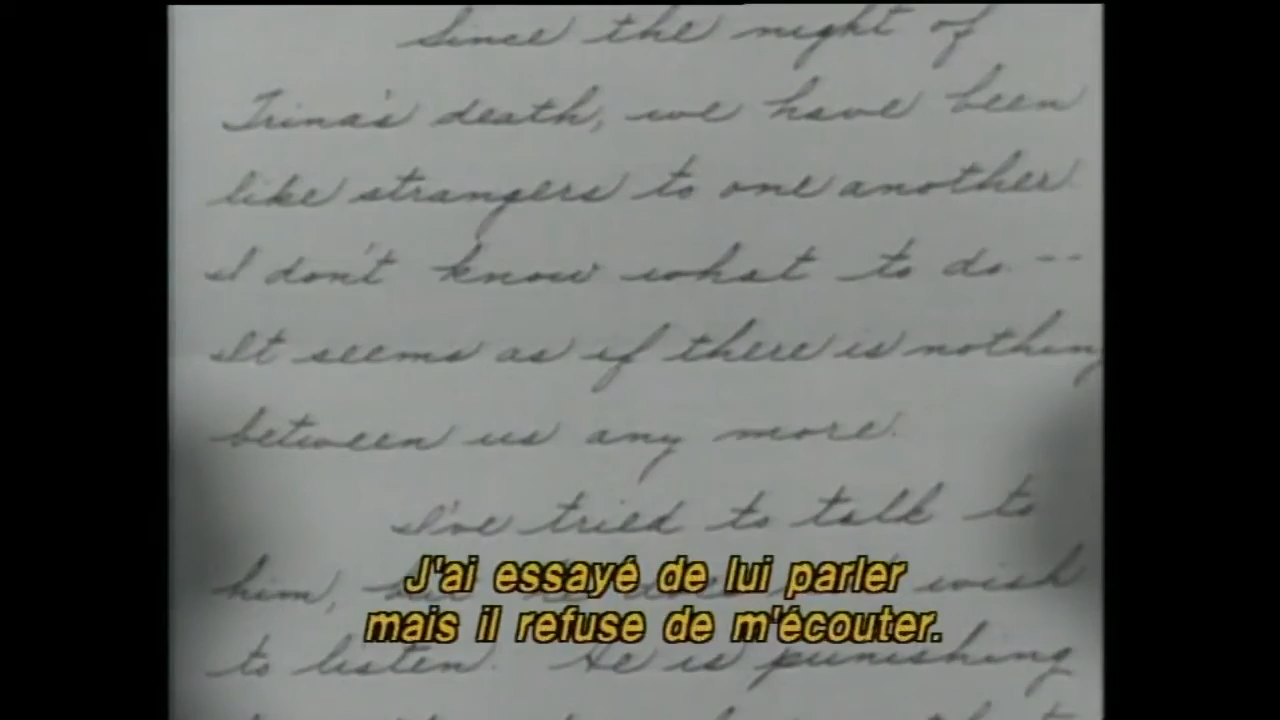 Since the night of
Trina's death, we have been
like strangers to one another
I don't know what to do --
It seems as if there is nothing
between us any more.
I've tried to talk to
J'ai essayé de lui parler
him, wish
mais il refuse de m'écouter.
to listen. He is punishing